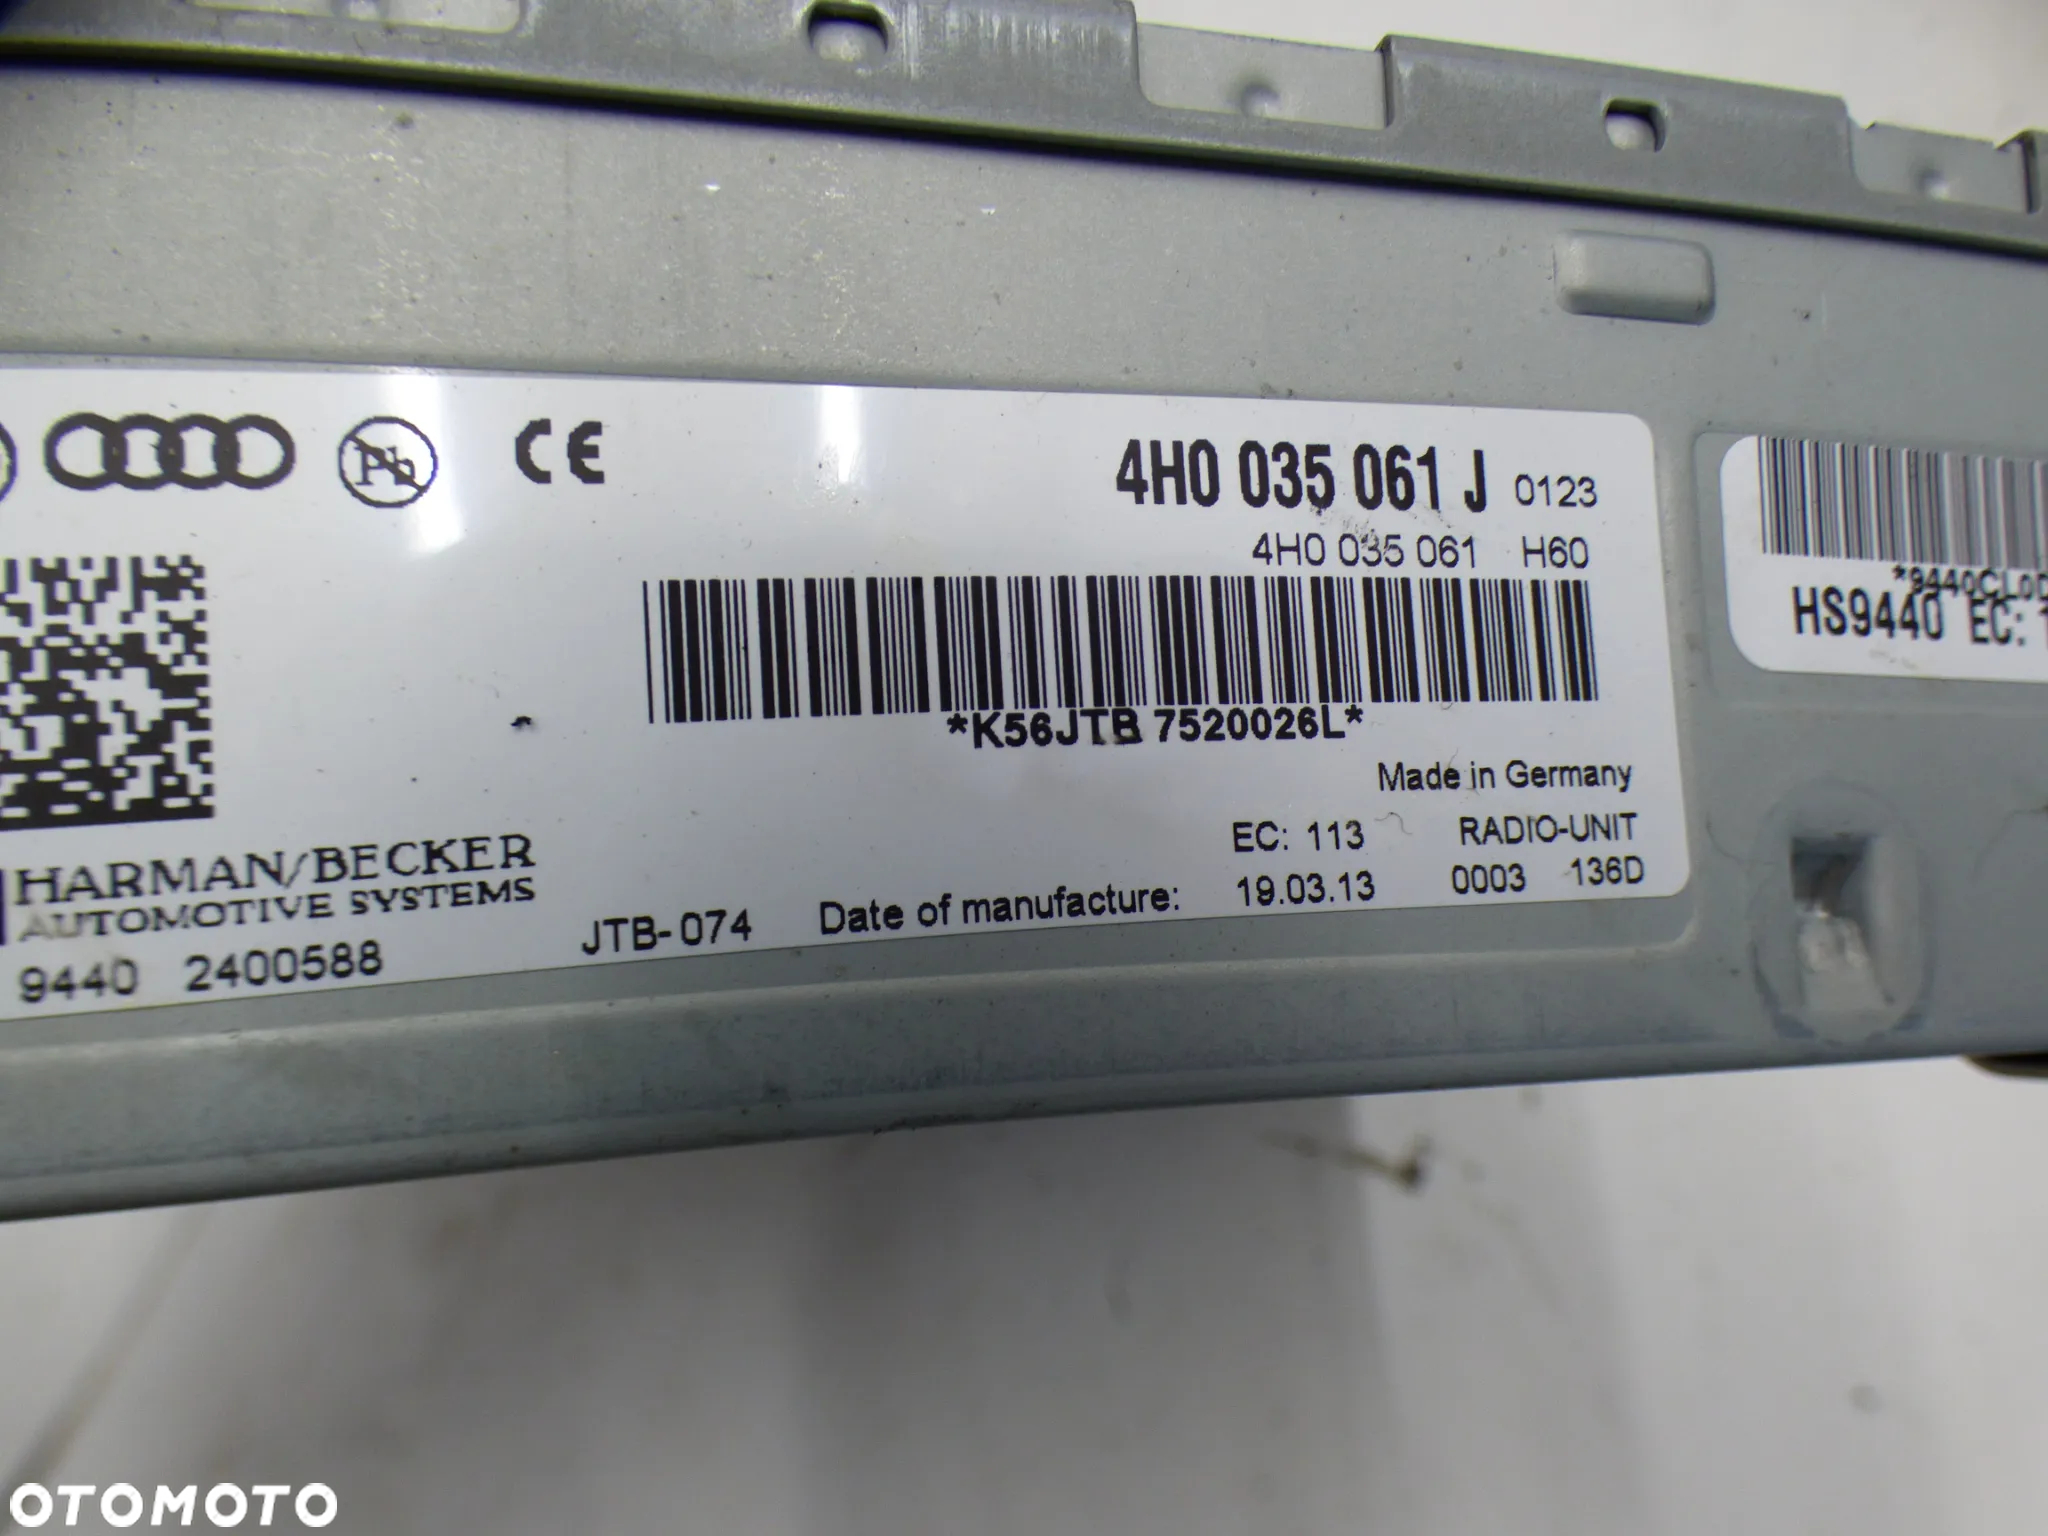 Pb CE
4H0 035 061 J 0123
4H0 035 061 H60
*K56JTB 7520026L*
Made in Germany
EC: 113 RADIO-UNIT
Date of manufacture: 19.03.13 0003 136D
HARMAN/BECKER
AUTOMOTIVE SYSTEMS
9440 2400588
JTB-074
*9440CL0
HS9440 EC:
OTOMOTO